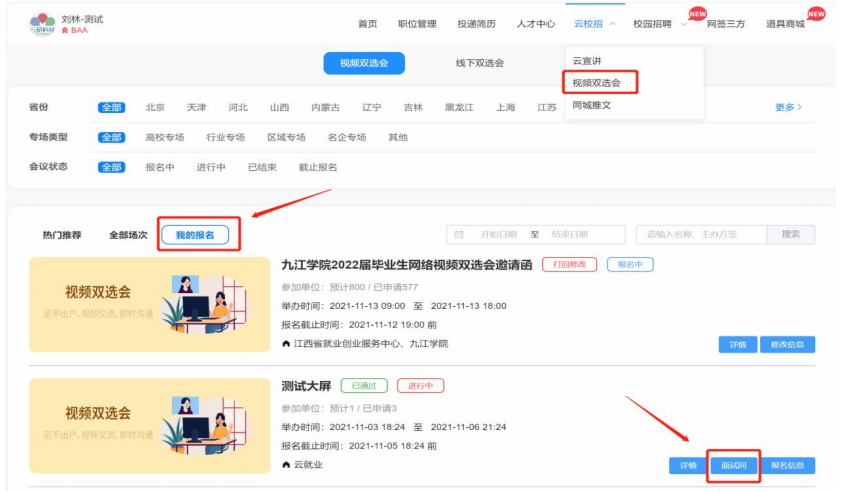 刘林-测试
BAA
首页 职位管理 投递简历 人才中心 云校招 校园招聘 NEW 网签三方 道具商城 NEW
视频双选会 线下双选会
云宣讲
视频双选会
同城推文
省份 全部 北京 天津 河北 山西 内蒙古 辽宁 吉林 黑龙江 上海 江苏 更多 >
专场类型 全部 高校专场 行业专场 区域专场 名企专场 其他
会议状态 全部 报名中 进行中 已结束 截止报名
热门推荐 全部场次 我的报名 开始日期 至 结束日期 请输入名称、主办方等 搜索
视频双选会
足不出户,视频交流,即时沟通
九江学院2022届毕业生网络视频双选会邀请函 打回修改 报名中
参加单位：预计800 / 已申请577
举办时间：2021-11-13 09:00 至 2021-11-13 18:00
报名截止时间：2021-11-12 19:00 前
江西省就业创业服务中心、九江学院
详情 修改信息
视频双选会
足不出户,视频交流,即时沟通
测试大屏 已通过 进行中
参加单位：预计1 / 已申请3
举办时间：2021-11-03 18:24 至 2021-11-06 21:24
报名截止时间：2021-11-05 18:24 前
云就业
详情 面试间 报名信息